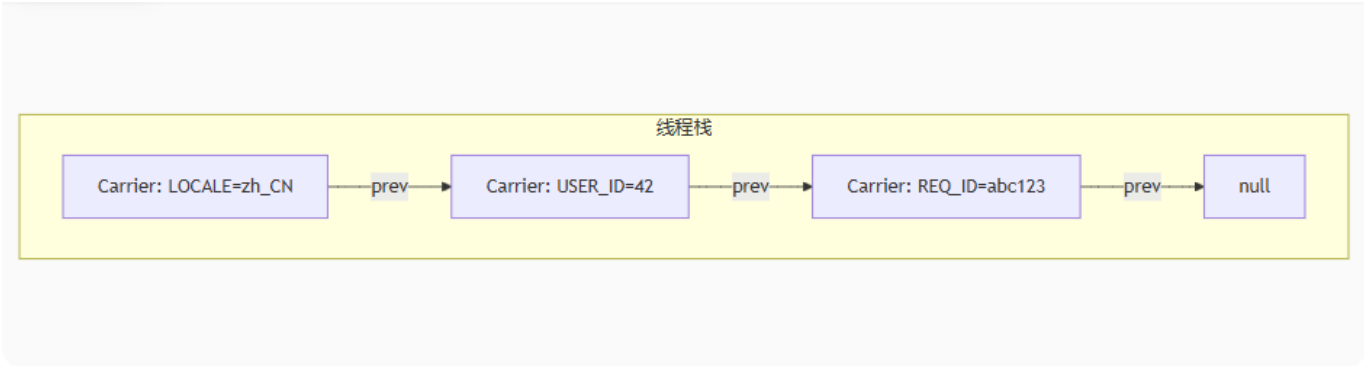 线程栈
Carrier: LOCALE=zh_CN
prev
Carrier: USER_ID=42
prev
Carrier: REQ_ID=abc123
prev
null